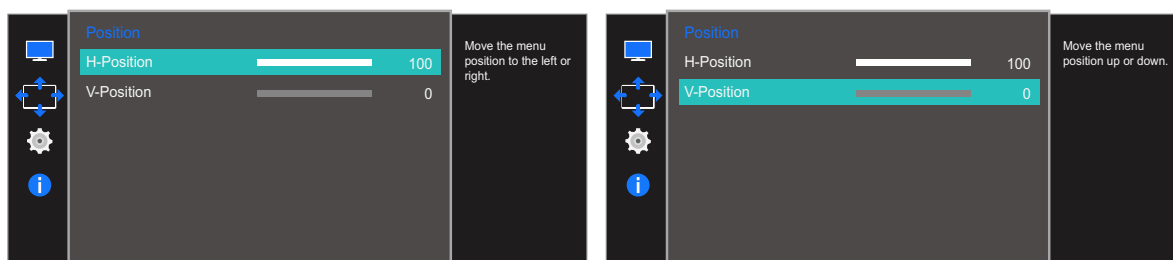 Position
H-Position 100
V-Position 0
Move the menu
position to the left or
right.
Position
H-Position 100
V-Position 0
Move the menu
position up or down.